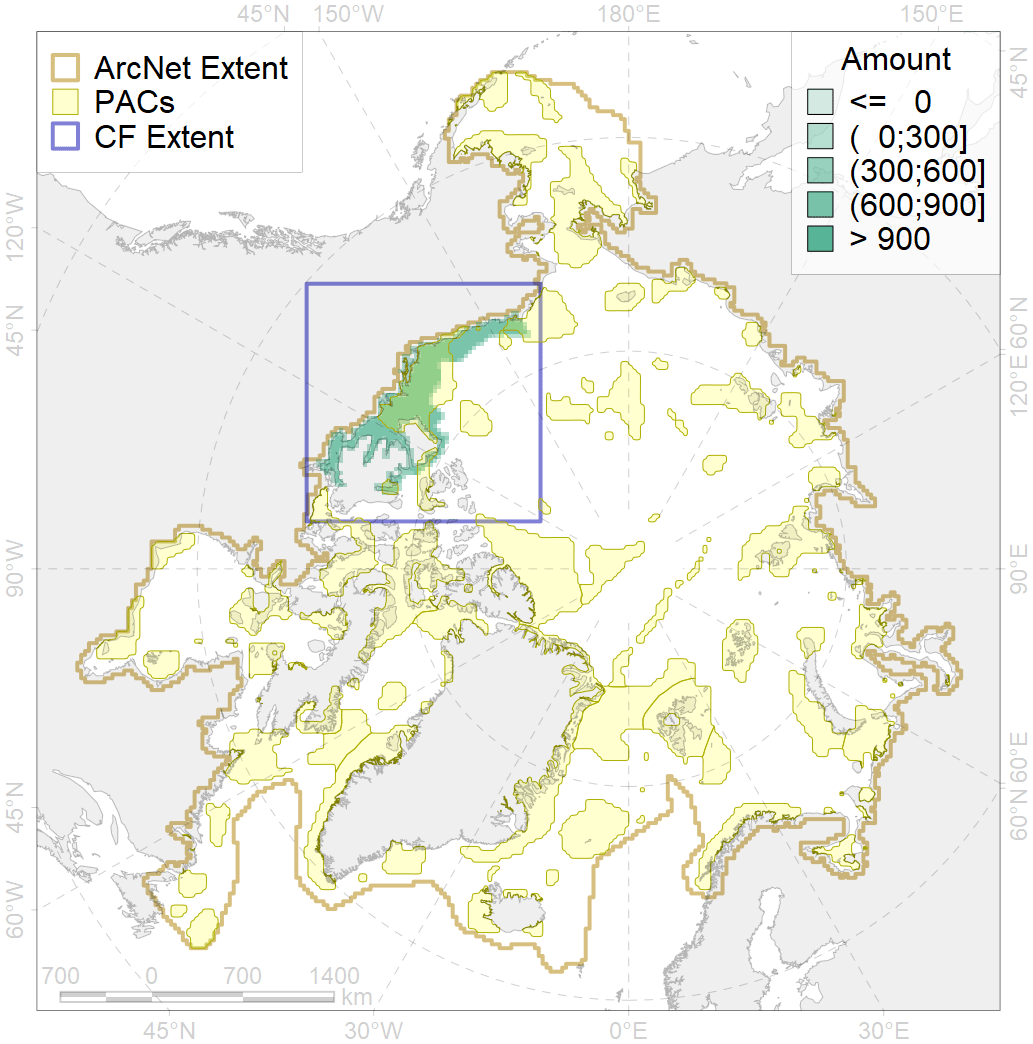 45°N 150°W 180°E 150°E
ArcNet Extent
PACs
CF Extent
Amount
<= 0
( 0;300]
(300;600]
(600;900]
> 900
45°N
120°W
45°N
90°W
45°N
60°W
60°N
120°E
90°E
60°E
60°N
700 0 700 1400
km
45°N 30°W 0°E 30°E